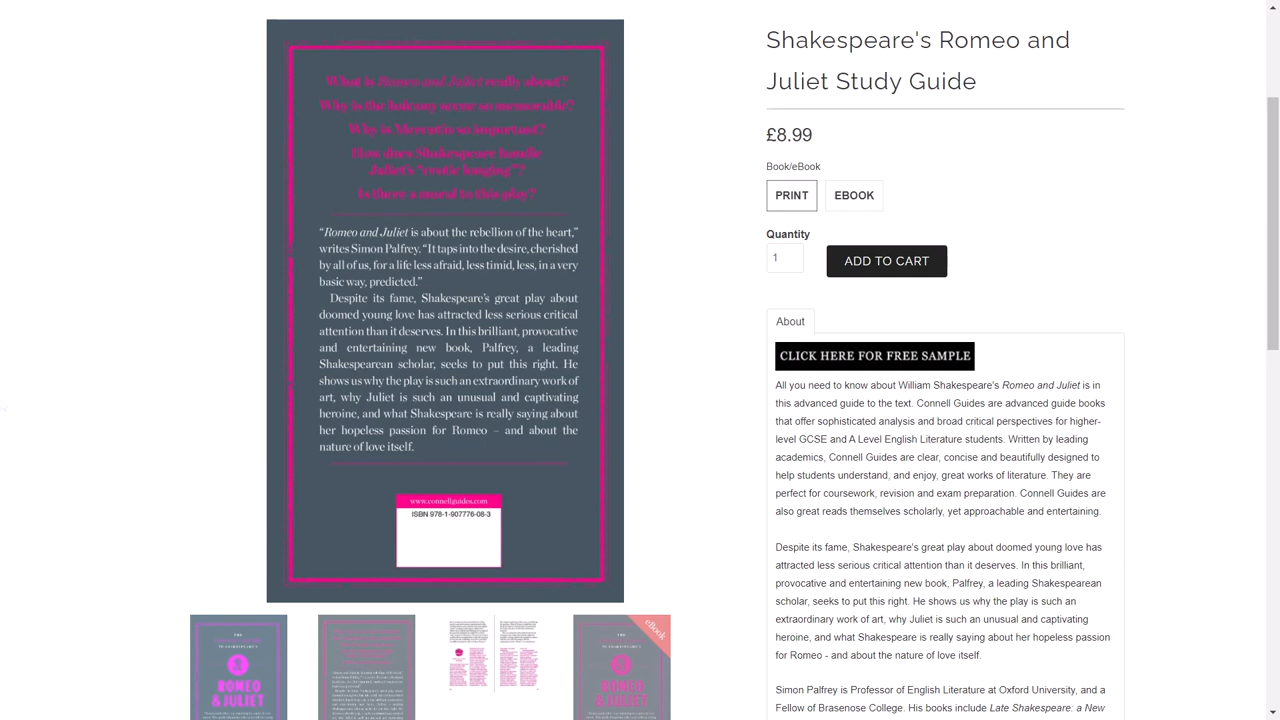 What is Romeo and Juliet really about?
Why is the balcony scene so memorable?
Why is Mercutio so important?
How does Shakespeare handle
Juliet's "erotic longing"?
Is there a moral to this play?
"Romeo and Juliet is about the rebellion of the heart,"
writes Simon Palfrey. "It taps into the desire, cherished
by all of us, for a life less afraid, less timid, less, in a very
basic way, predicted."
Despite its fame, Shakespeare's great play about
doomed young love has attracted less serious critical
attention than it deserves. In this brilliant, provocative
and entertaining new book, Palfrey, a leading
Shakespearean scholar, seeks to put this right. He
shows us why the play is such an extraordinary work of
art, why Juliet is such an unusual and captivating
heroine, and what Shakespeare is really saying about
her hopeless passion for Romeo – and about the
nature of love itself.
www.connellguides.com
ISBN 978-1-907776-08-3
THE
TO SHAKESPEARE'S
ROMEO
& JULIET
eBook
ROMEO
& JULIET
Shakespeare's Romeo and
Juliet Study Guide
£8.99
Book/eBook
PRINT EBOOK
Quantity
1
ADD TO CART
About
CLICK HERE FOR FREE SAMPLE
All you need to know about William Shakespeare's Romeo and Juliet is in
this advanced guide to the text. Connell Guides are advanced guide books
that offer sophisticated analysis and broad critical perspectives for higher-
level GCSE and A Level English Literature students. Written by leading
academics, Connell Guides are clear, concise and beautifully designed to
help students understand, and enjoy, great works of literature. They are
perfect for coursework, revision and exam preparation. Connell Guides are
also great resources for teachers scholarly, yet approachable and entertaining.
Despite its fame, Shakespeare's great play about doomed young love has
attracted less serious critical attention than it deserves. In this brilliant,
provocative and entertaining new book, Palfrey, a leading Shakespearean
scholar, seeks to put this right. He shows us why the play is such an
extraordinary work of art, why Juliet is such an unusual and captivating
heroine and what Shakespeare is really saying about her hopeless passion for
Romeo and about the nature of love itself.
Simon Palfrey is Professor of English Literature at Oxford University and a
Fellow of Brasenose College. His books include Late Shakespeare: A New